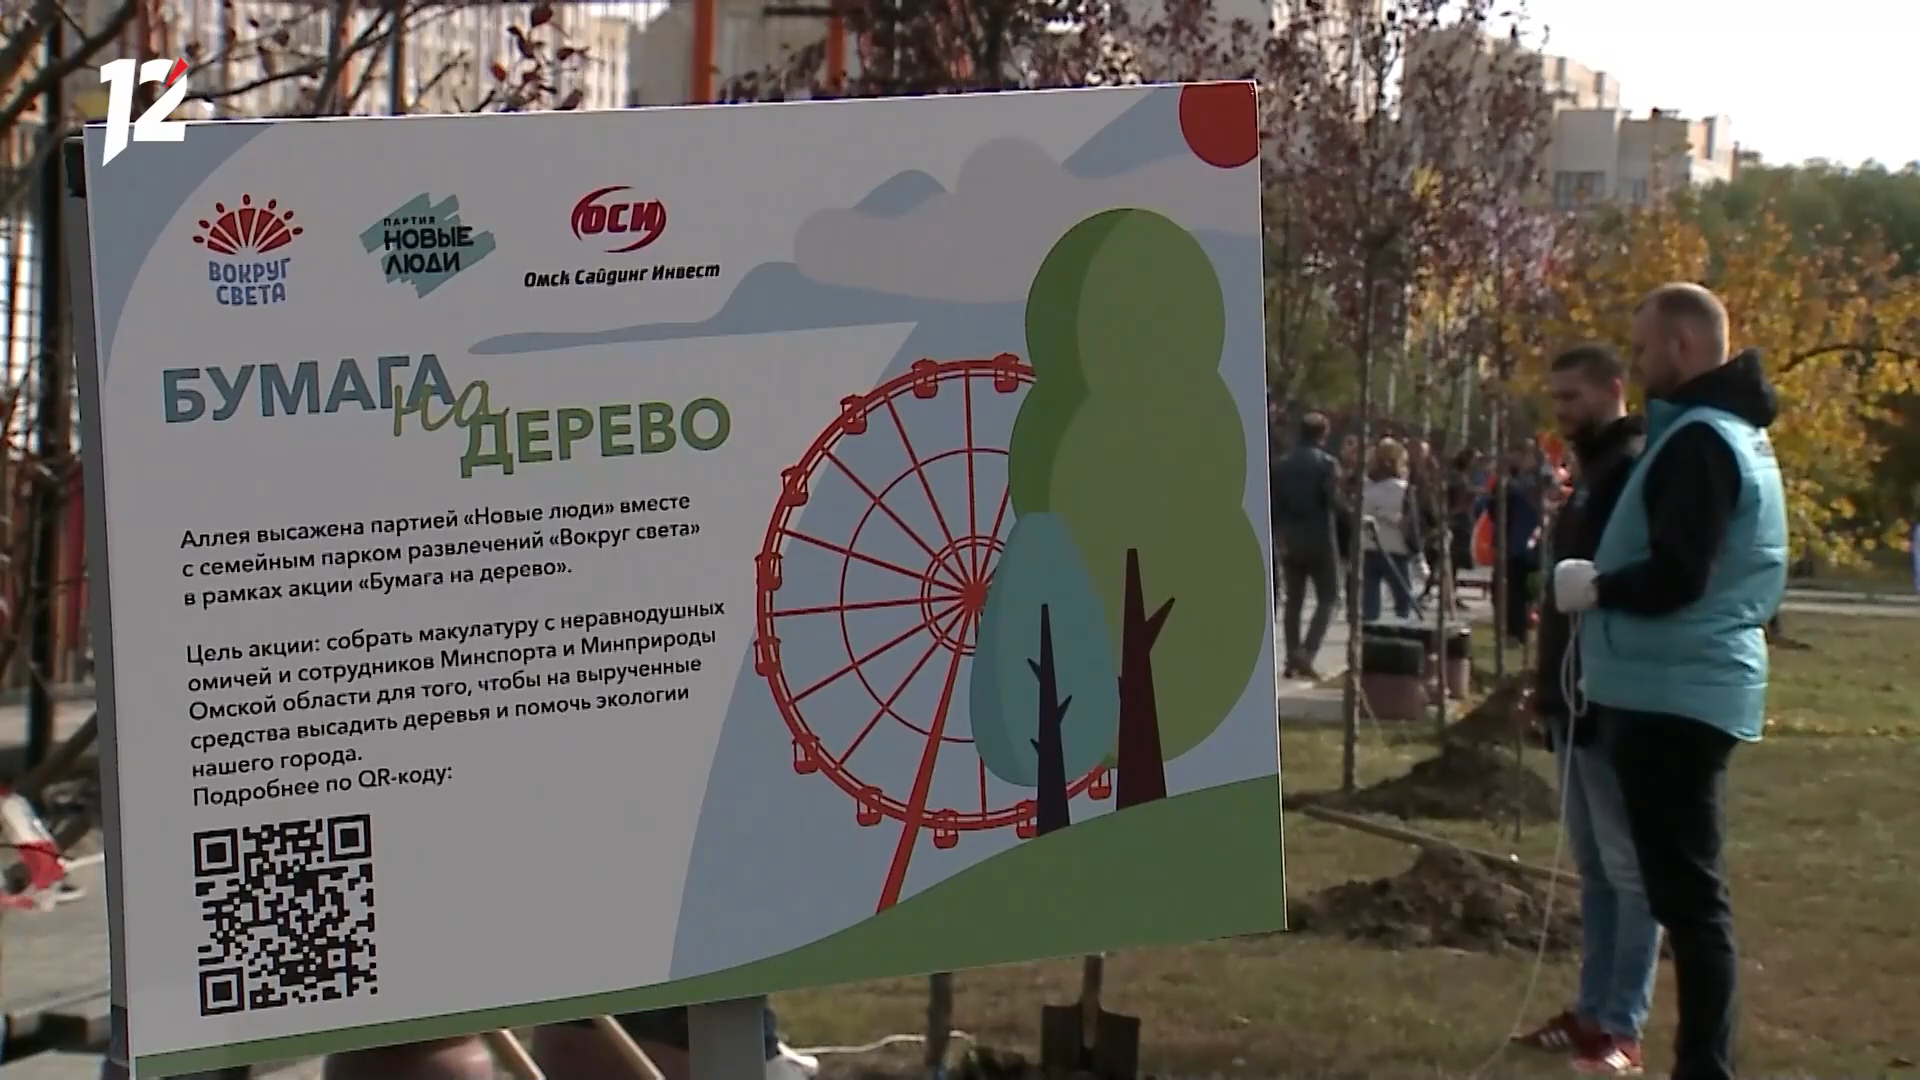 12
ВОКРУГ
СВЕТА
ПАРТИЯ
НОВЫЕ
ЛЮДИ
ОСИ
Омск Сайдинг Инвест
БУМАГА
на
ДЕРЕВО
Аллея высажена партией «Новые люди» вместе
с семейным парком развлечений «Вокруг света»
в рамках акции «Бумага на дерево».
Цель акции: собрать макулатуру с неравнодушных
омичей и сотрудников Минспорта и Минприроды
Омской области для того, чтобы на вырученные
средства высадить деревья и помочь экологии
нашего города.
Подробнее по QR-коду: